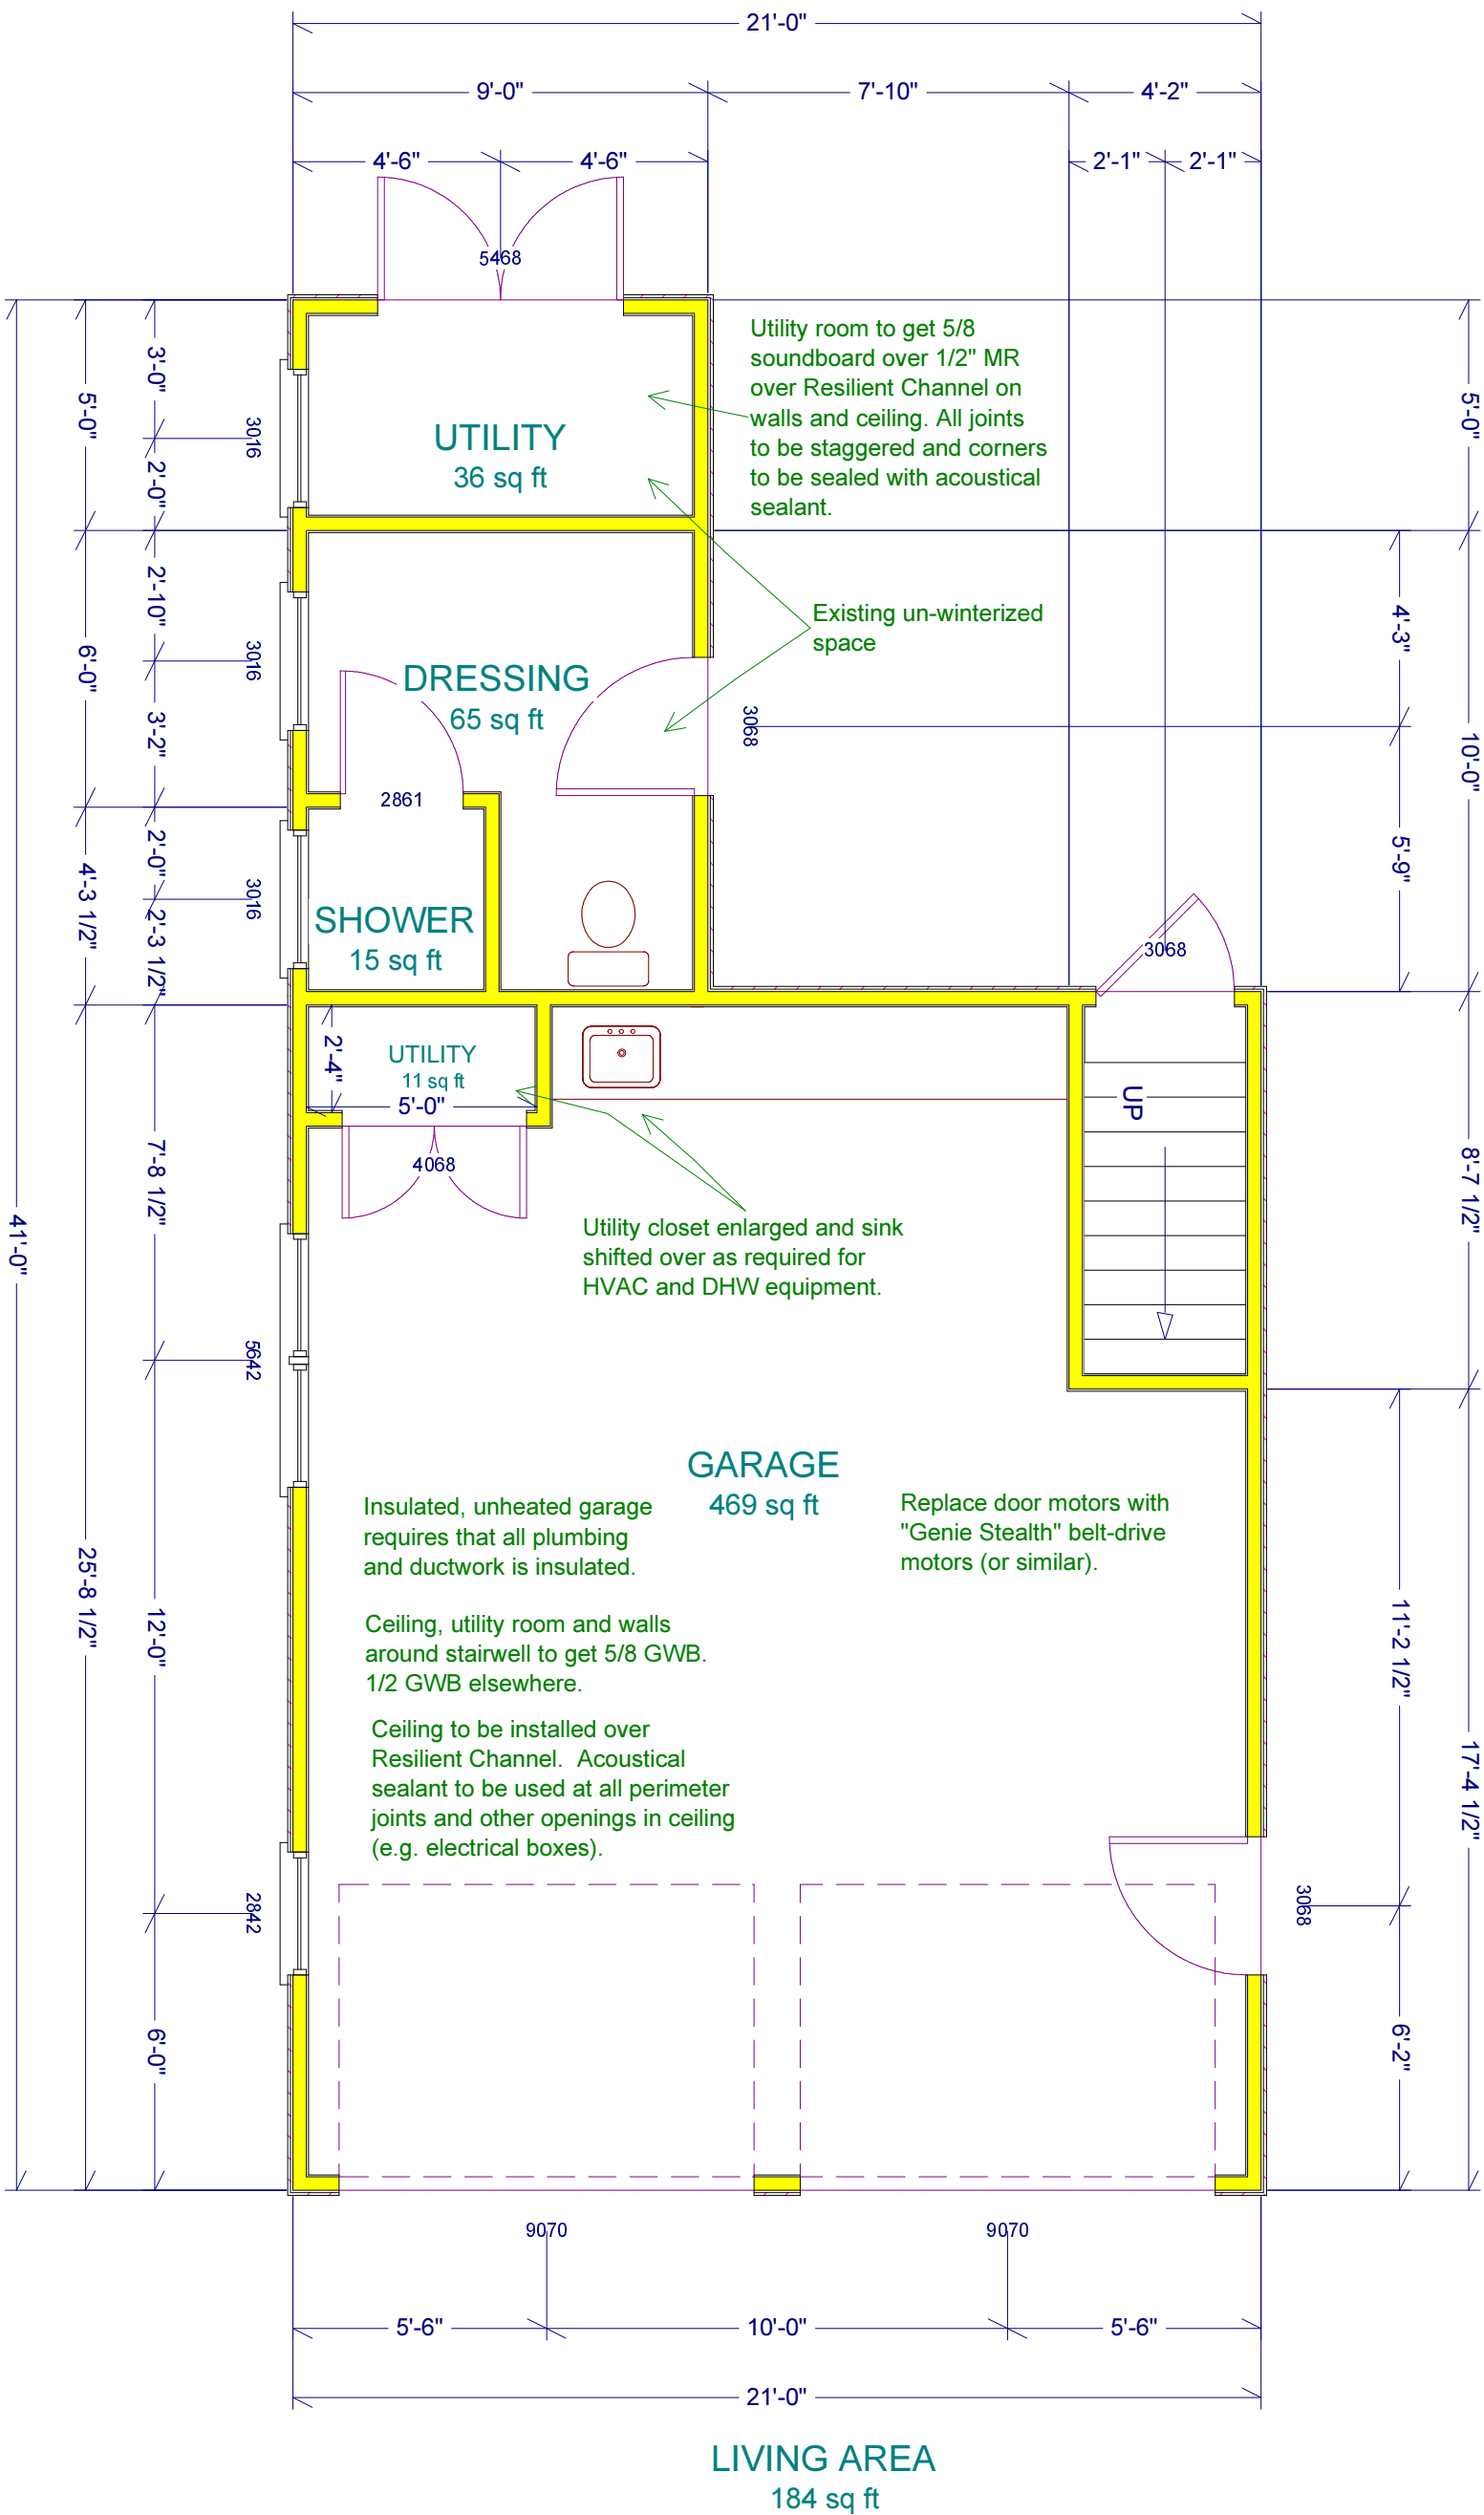 21'-0"
9'-0" 7'-10" 4'-2"
4'-6" 4'-6" 2'-1" 2'-1"
5468
Utility room to get 5/8
soundboard over 1/2" MR
over Resilient Channel on
walls and ceiling. All joints
to be staggered and corners
to be sealed with acoustical
sealant.
UTILITY
36 sq ft
3'-0"
5'-0"
3016
2'-0"
5'-0"
Existing un-winterized
space
DRESSING
65 sq ft
2'-10"
6'-0"
3016
3'-2"
3068
4'-3"
10'-0"
5'-9"
2861
SHOWER
15 sq ft
2'-0"
4'-3 1/2"
3016
2'-3 1/2"
3068
UTILITY
11 sq ft
2'-4"
5'-0"
4068
UP
7'-8 1/2"
8'-7 1/2"
41'-0"
Utility closet enlarged and sink
shifted over as required for
HVAC and DHW equipment.
5642
GARAGE
469 sq ft
Insulated, unheated garage
requires that all plumbing
and ductwork is insulated.
Replace door motors with
"Genie Stealth" belt-drive
motors (or similar).
Ceiling, utility room and walls
around stairwell to get 5/8 GWB.
1/2 GWB elsewhere.
Ceiling to be installed over
Resilient Channel. Acoustical
sealant to be used at all perimeter
joints and other openings in ceiling
(e.g. electrical boxes).
25'-8 1/2"
12'-0"
11'-2 1/2"
17'-4 1/2"
2842
3068
6'-0"
6'-2"
9070 9070
5'-6" 10'-0" 5'-6"
21'-0"
LIVING AREA
184 sq ft